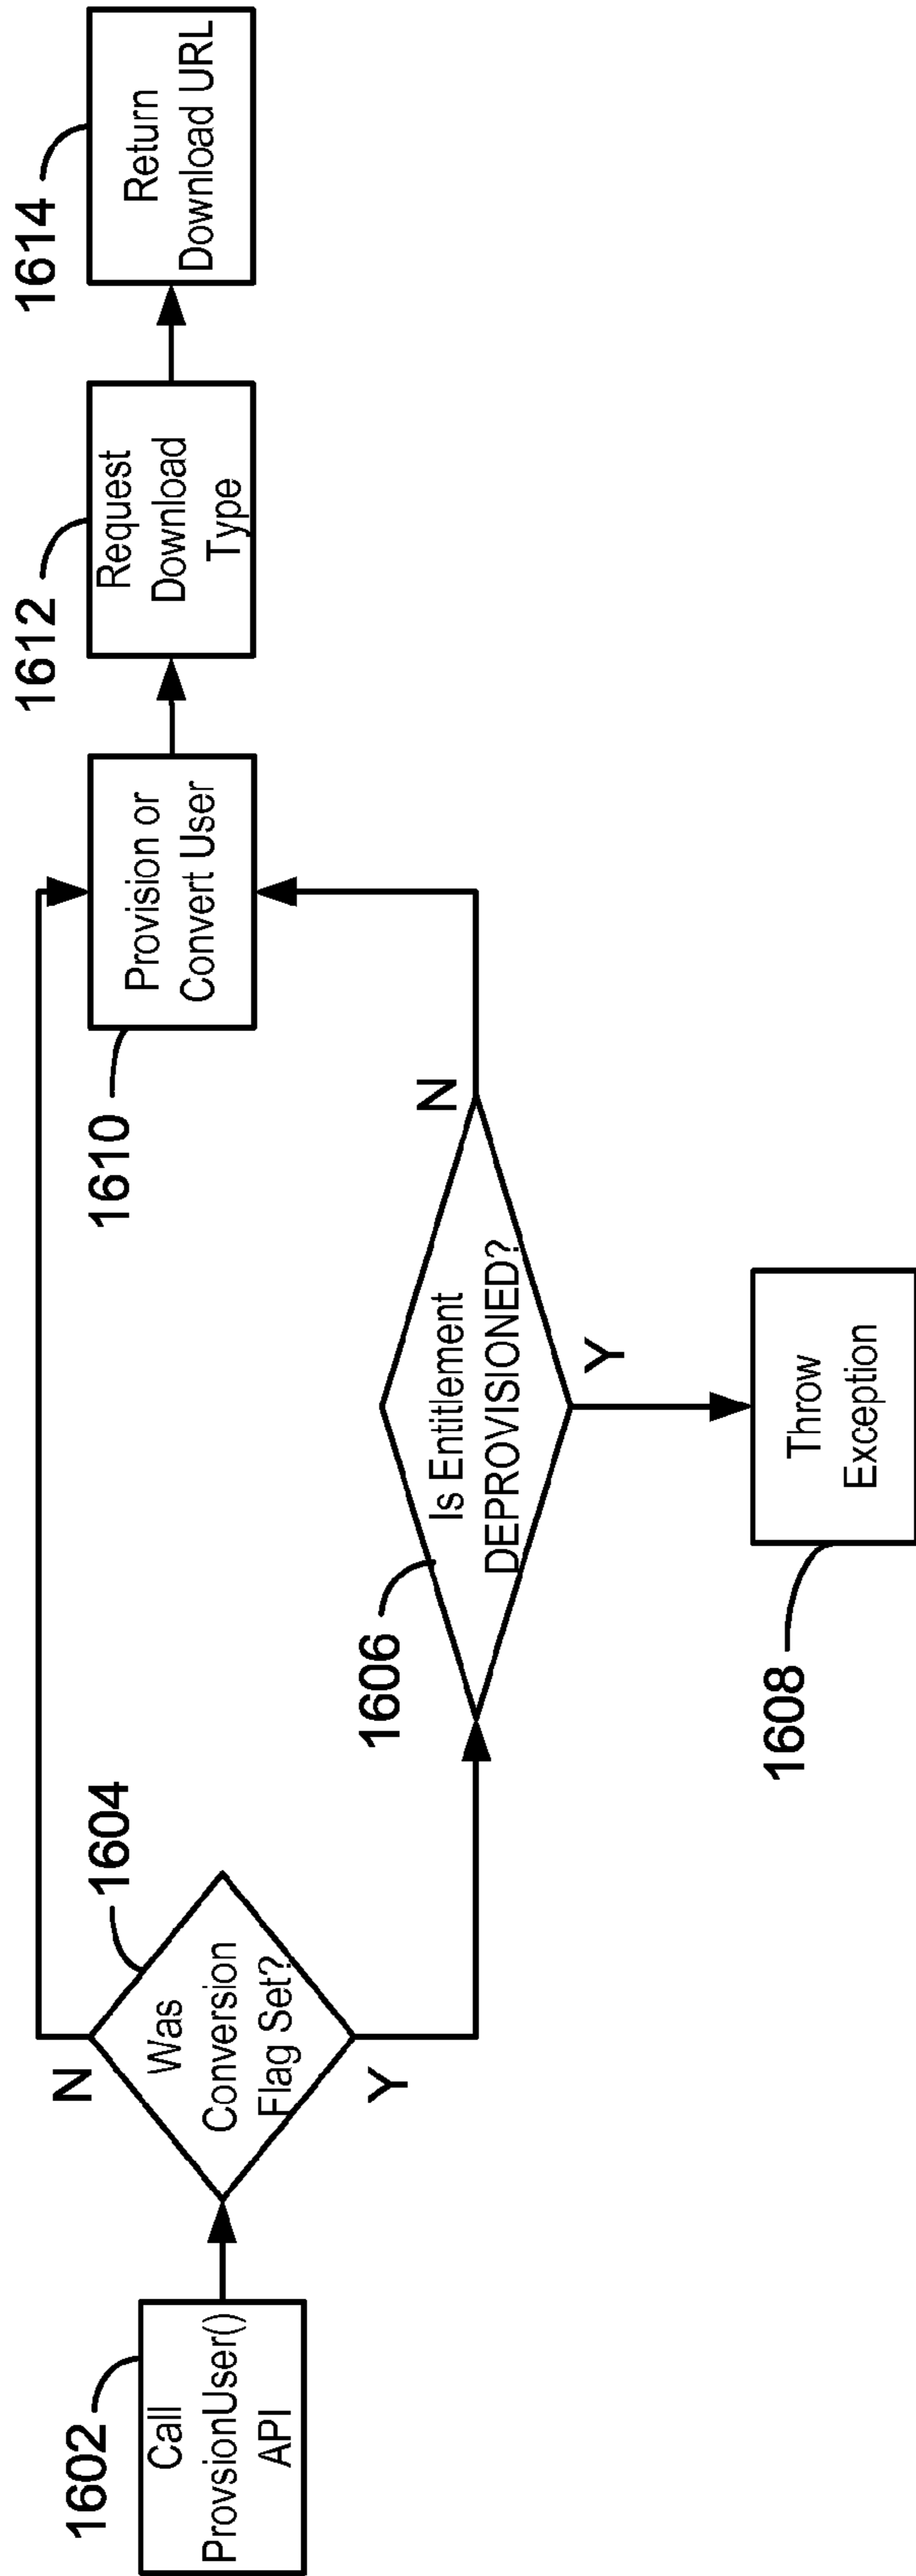 1602
Call
ProvsionUser()
API
1604
Was
Conversion
Flag Set?
N
Y
1606
Is Entitlement
DEPROVISIONED?
N
Y
1608
Throw
Exception
1610
Provision or
Convert User
1612
Request
Download
Type
1614
Return
Download URL